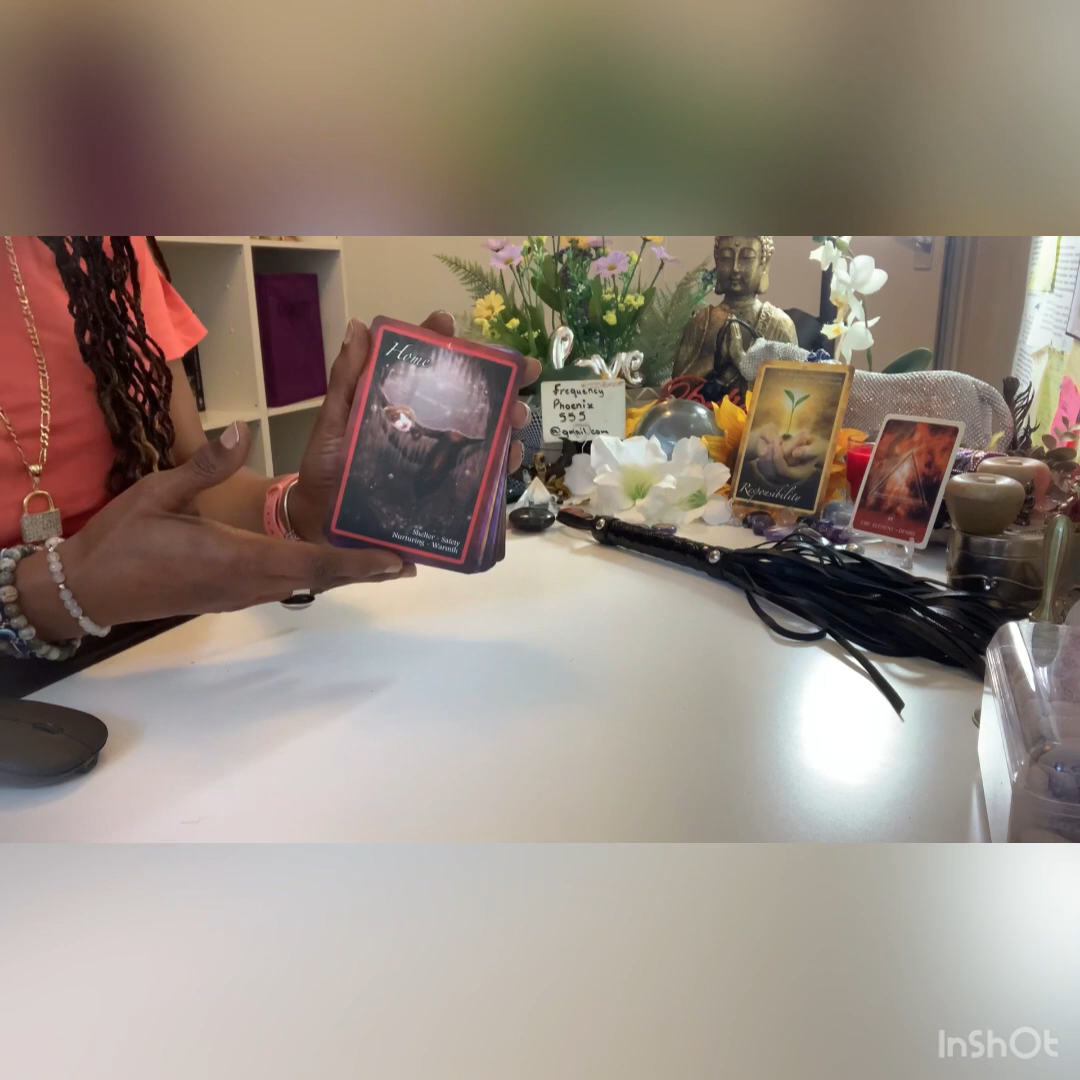 Home
Shelter - Safety
Nurturing - Warmth
Love
Frequency
Phoenix
555
@gmail.com
Responsibility
FIRE ELEMENT - DESIRE
InShOt